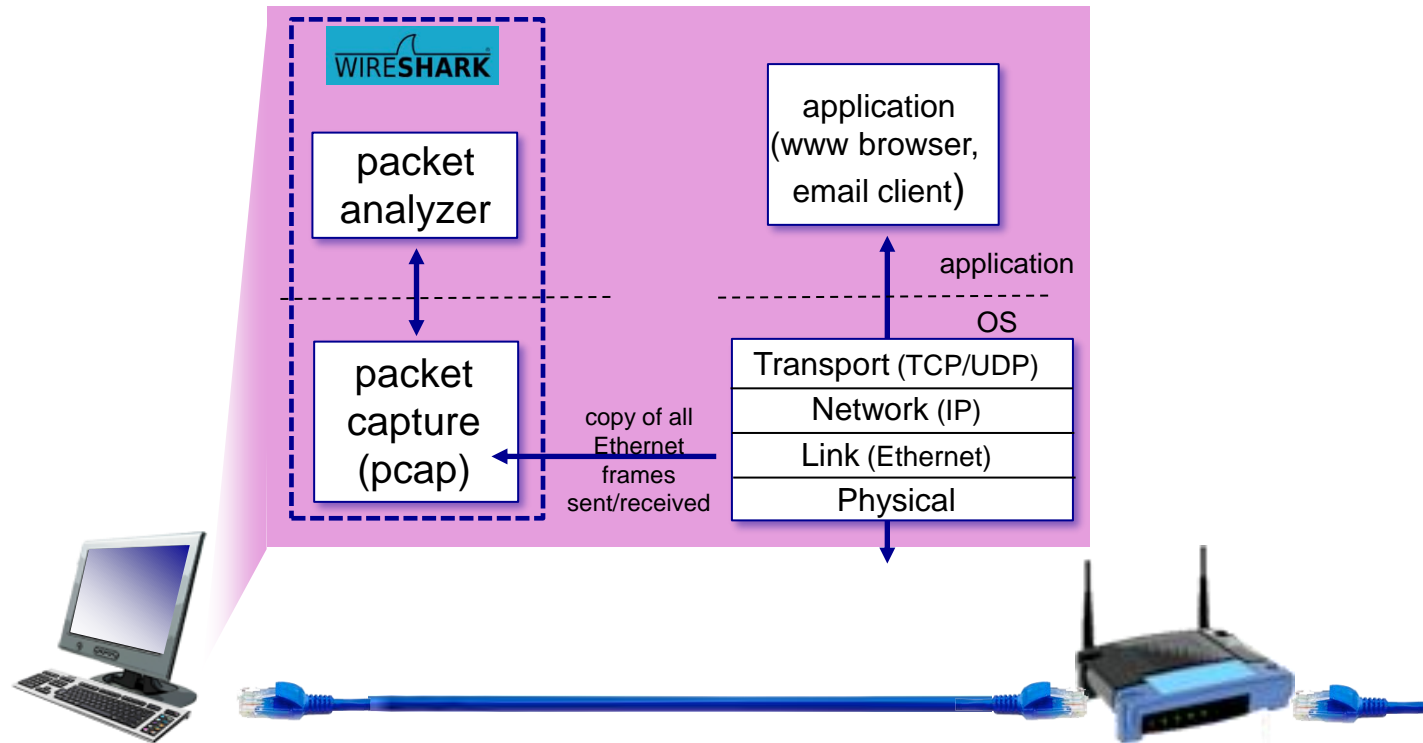 WIRESHARK
packet
analyzer
packet
capture
(pcap)
copy of all
Ethernet
frames
sent/received
application
(www browser,
email client)
application
OS
Transport (TCP/UDP)
Network (IP)
Link (Ethernet)
Physical